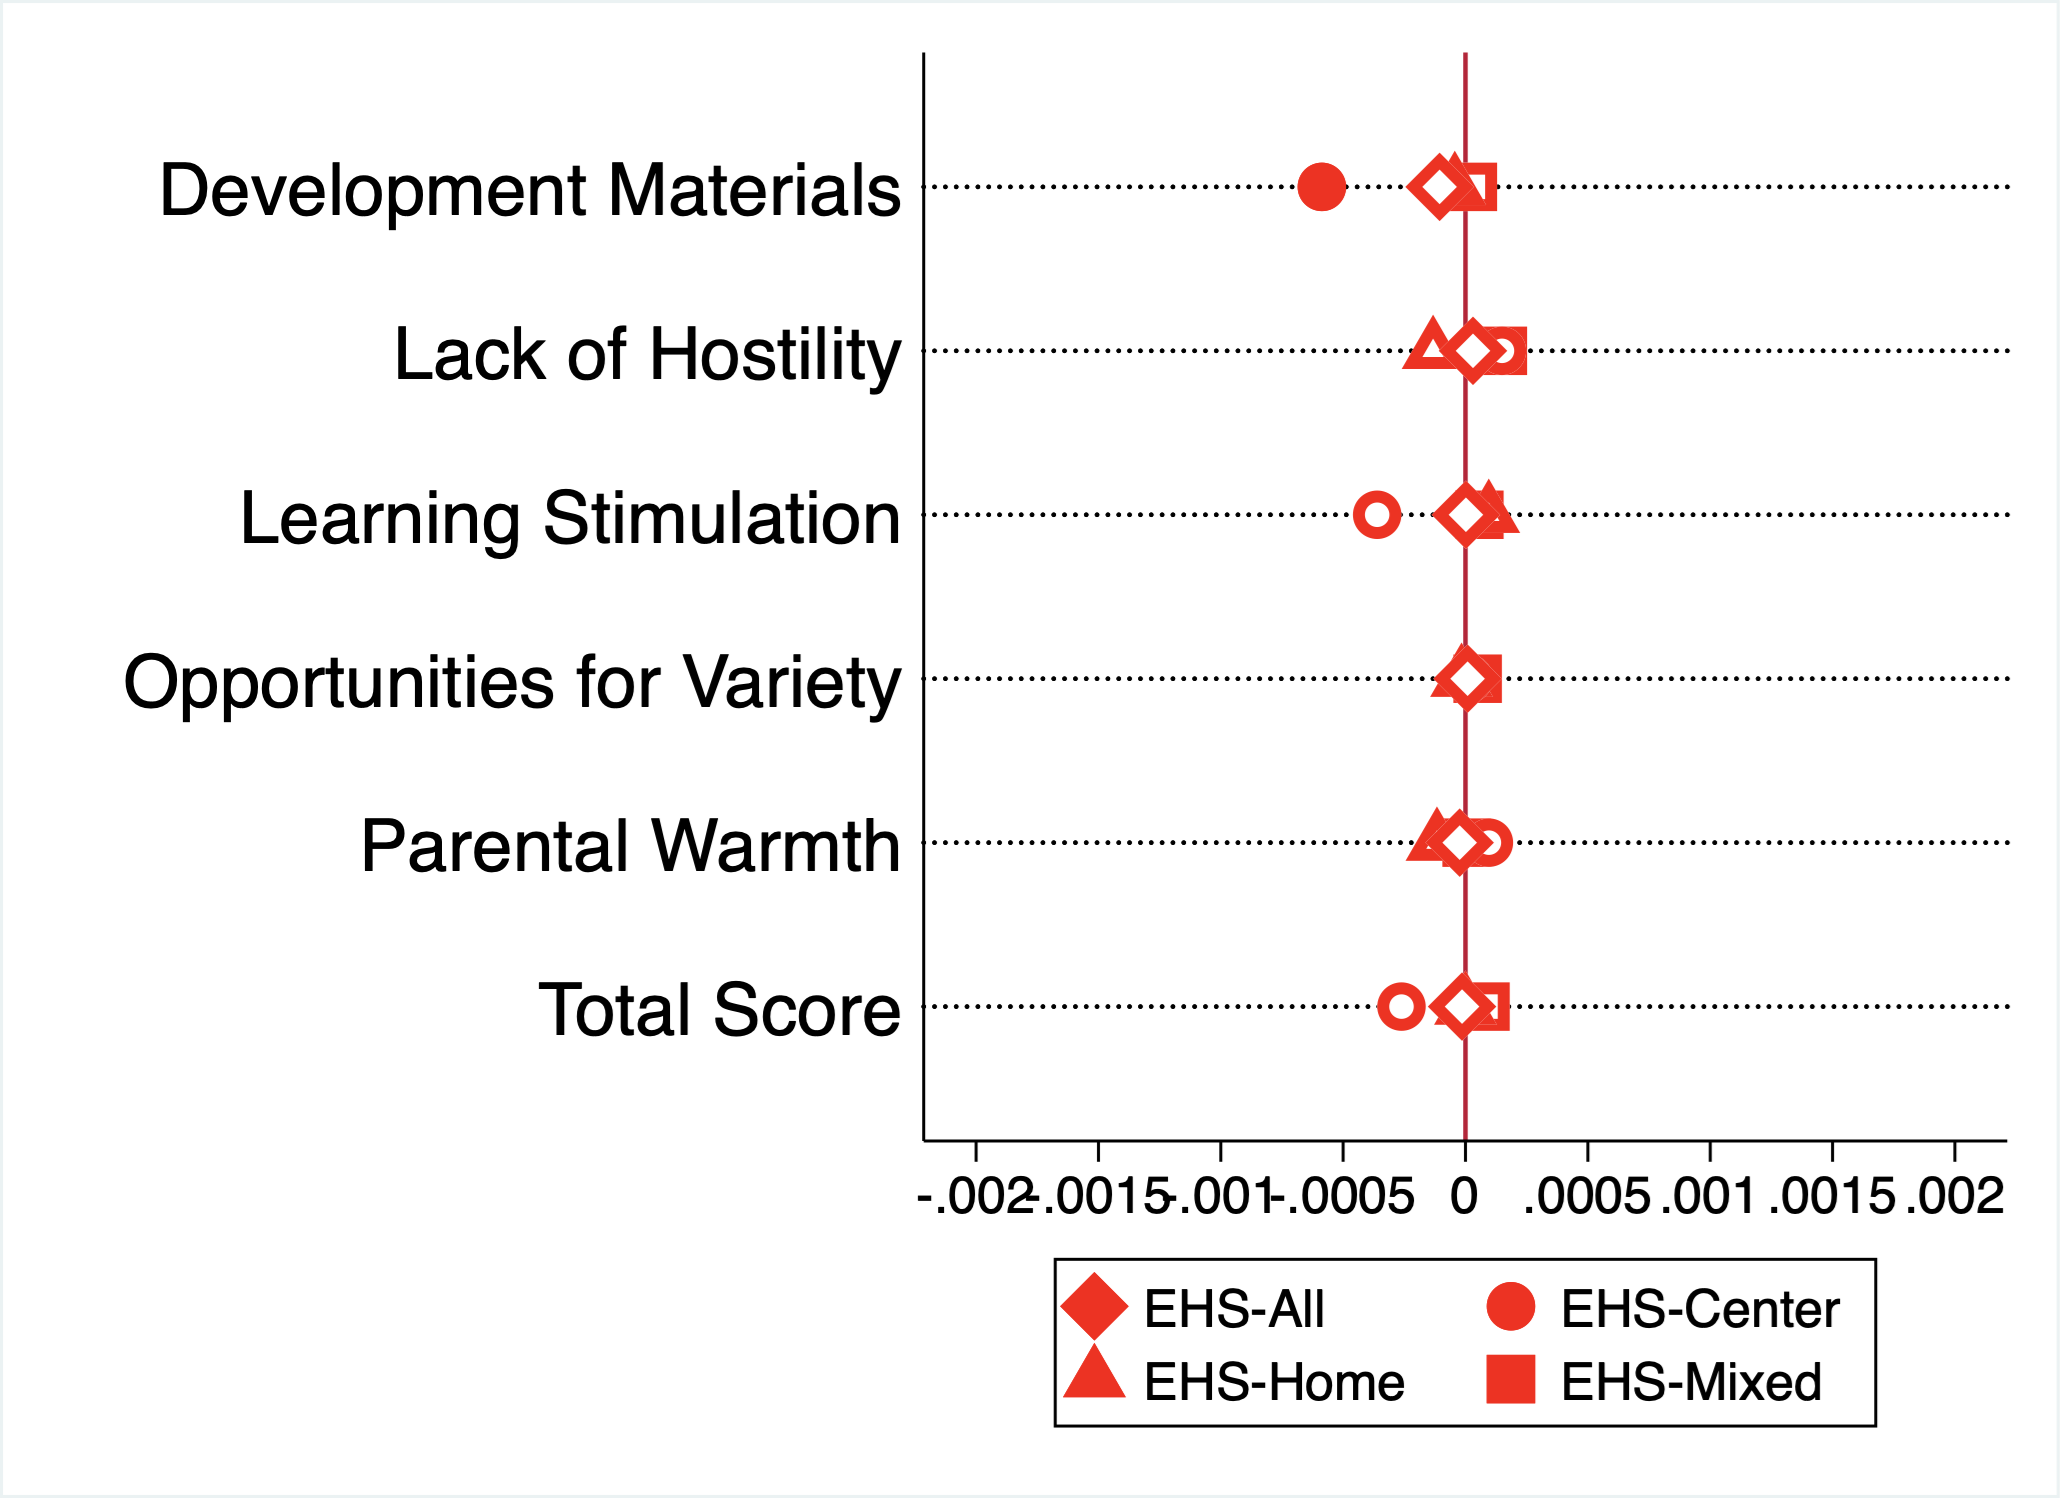 Development Materials
Lack of Hostility
Learning Stimulation
Opportunities for Variety
Parental Warmth
Total Score
-.002 -.0015 -.001 -.0005 0 .0005 .001 .0015 .002
EHS-All EHS-Center
EHS-Home EHS-Mixed